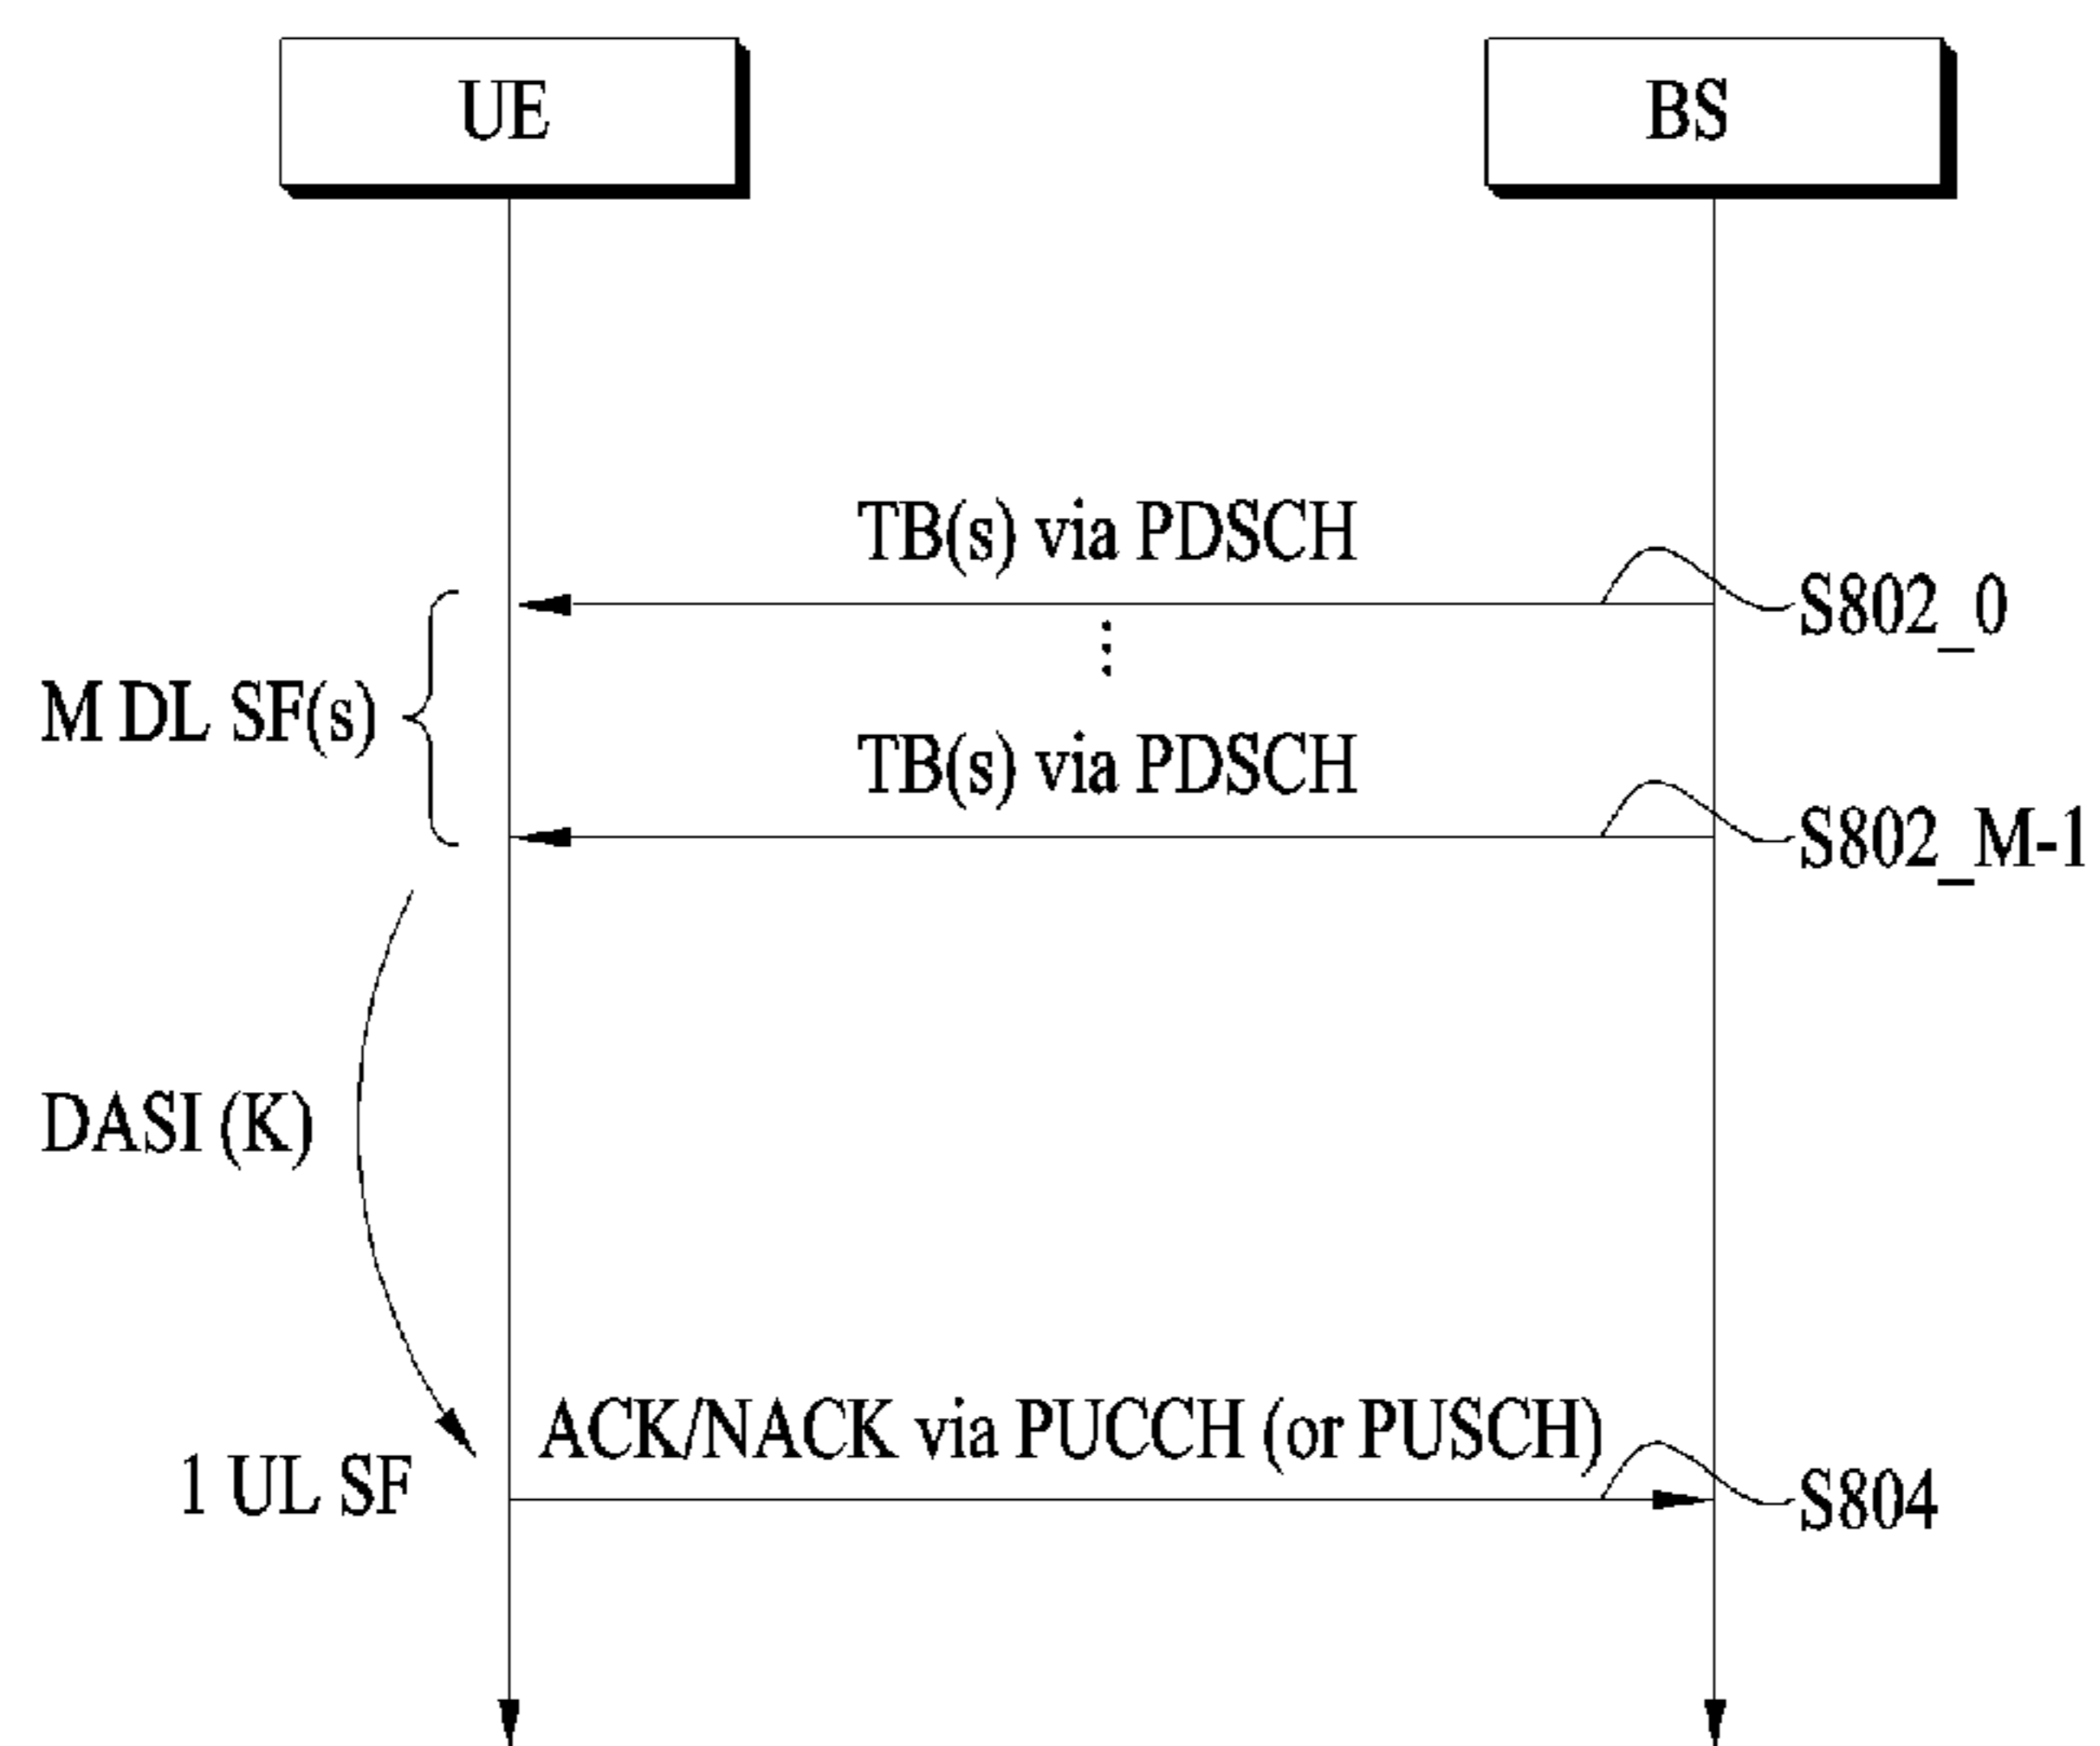 UE
BS
TB(s) via PDSCH
S802_0
M DL SF(s)
TB(s) via PDSCH
S802_M-1
DASI (K)
ACK/NACK via PUCCH (or PUSCH)
1 UL SF
S804